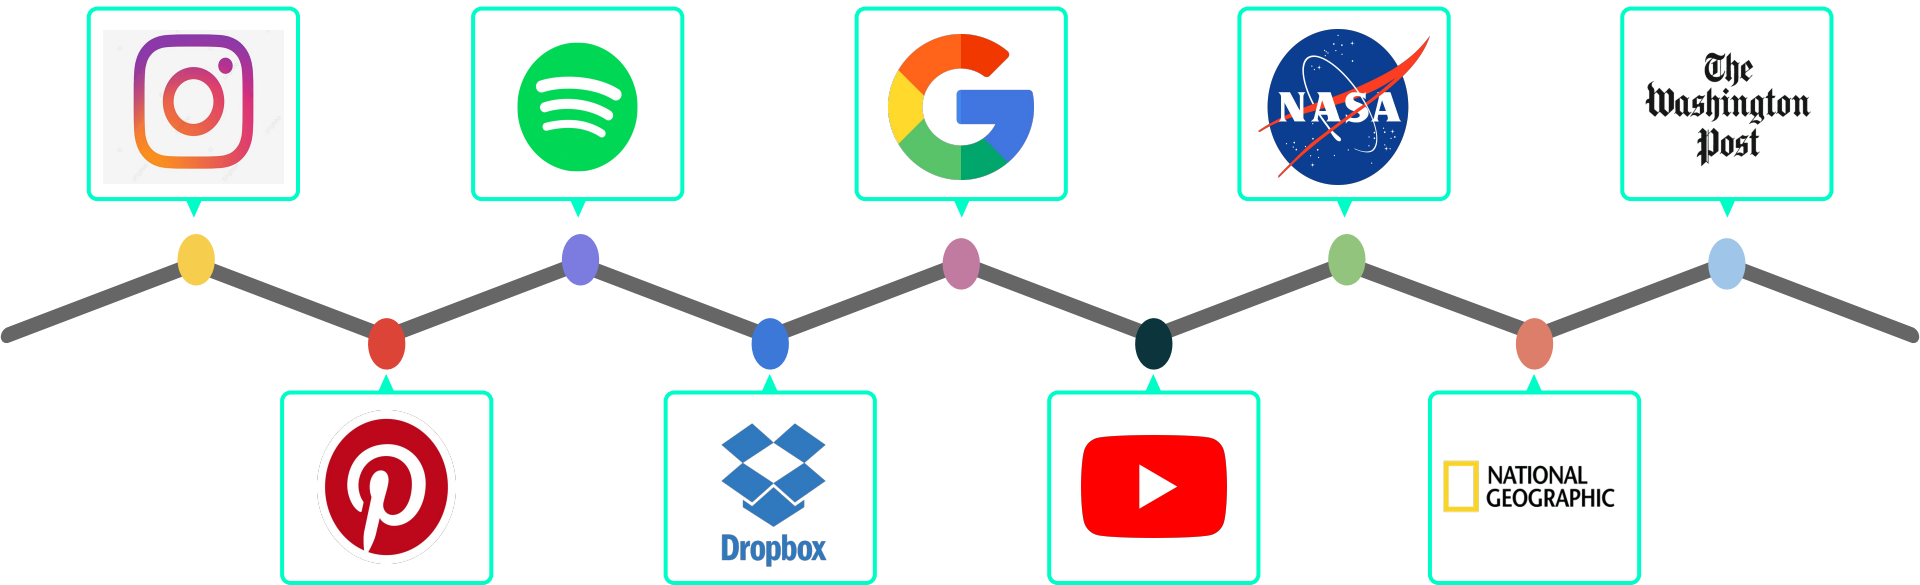 NASA
The
Washington
Post
Dropbox
NATIONAL
GEOGRAPHIC